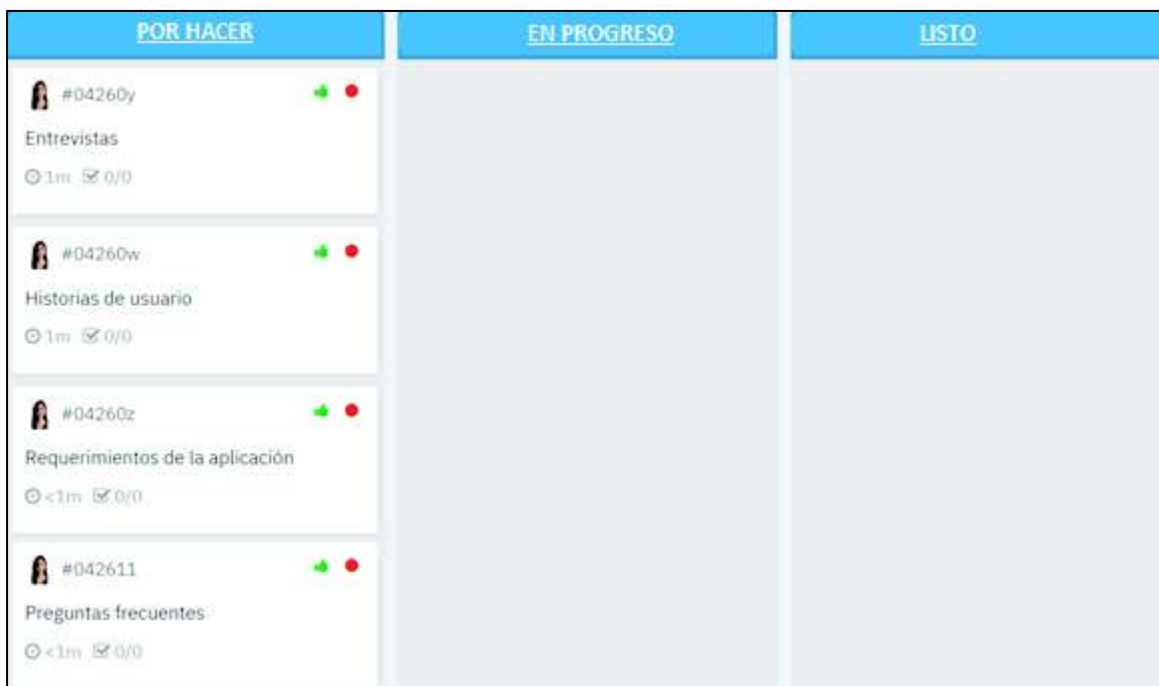 POR HACER
EN PROGRESO
LISTO
#04260y
Entrevistas
1m 0/0
#04260w
Historias de usuario
1m 0/0
#04260z
Requerimientos de la aplicación
<1m 0/0
#042611
Preguntas frecuentes
<1m 0/0